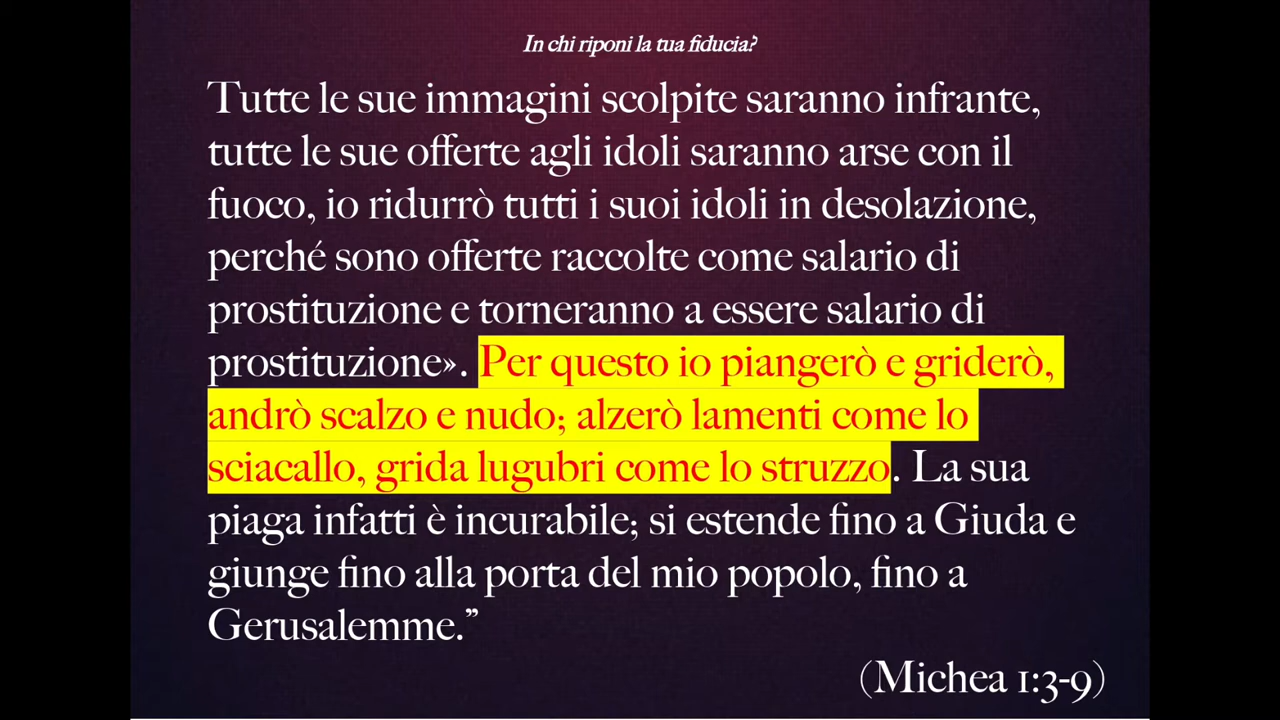 In chi riponi la tua fiducia?
Tutte le sue immagini scolpite saranno infrante,
tutte le sue offerte agli idoli saranno arse con il
fuoco, io ridurrò tutti i suoi idoli in desolazione,
perché sono offerte raccolte come salario di
prostituzione e torneranno a essere salario di
prostituzione». Per questo io piangerò e griderò,
andrò scalzo e nudo; alzerò lamenti come lo
sciacallo, grida lugubri come lo struzzo. La sua
piaga infatti è incurabile; si estende fino a Giuda e
giunge fino alla porta del mio popolo, fino a
Gerusalemme.”
(Michea 1:3-9)